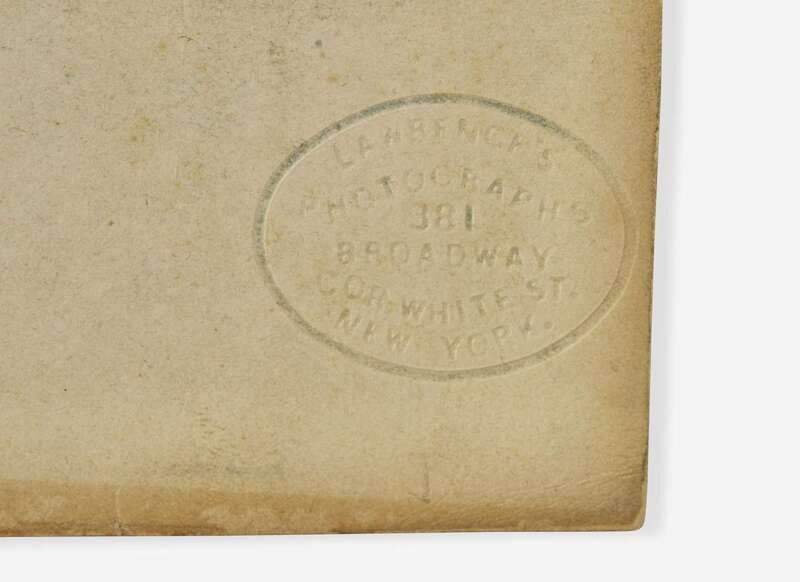 LAWRENCE'S
PHOTOGRAPHS
381
BROADWAY
COR. WHITE ST.
NEW YORK.